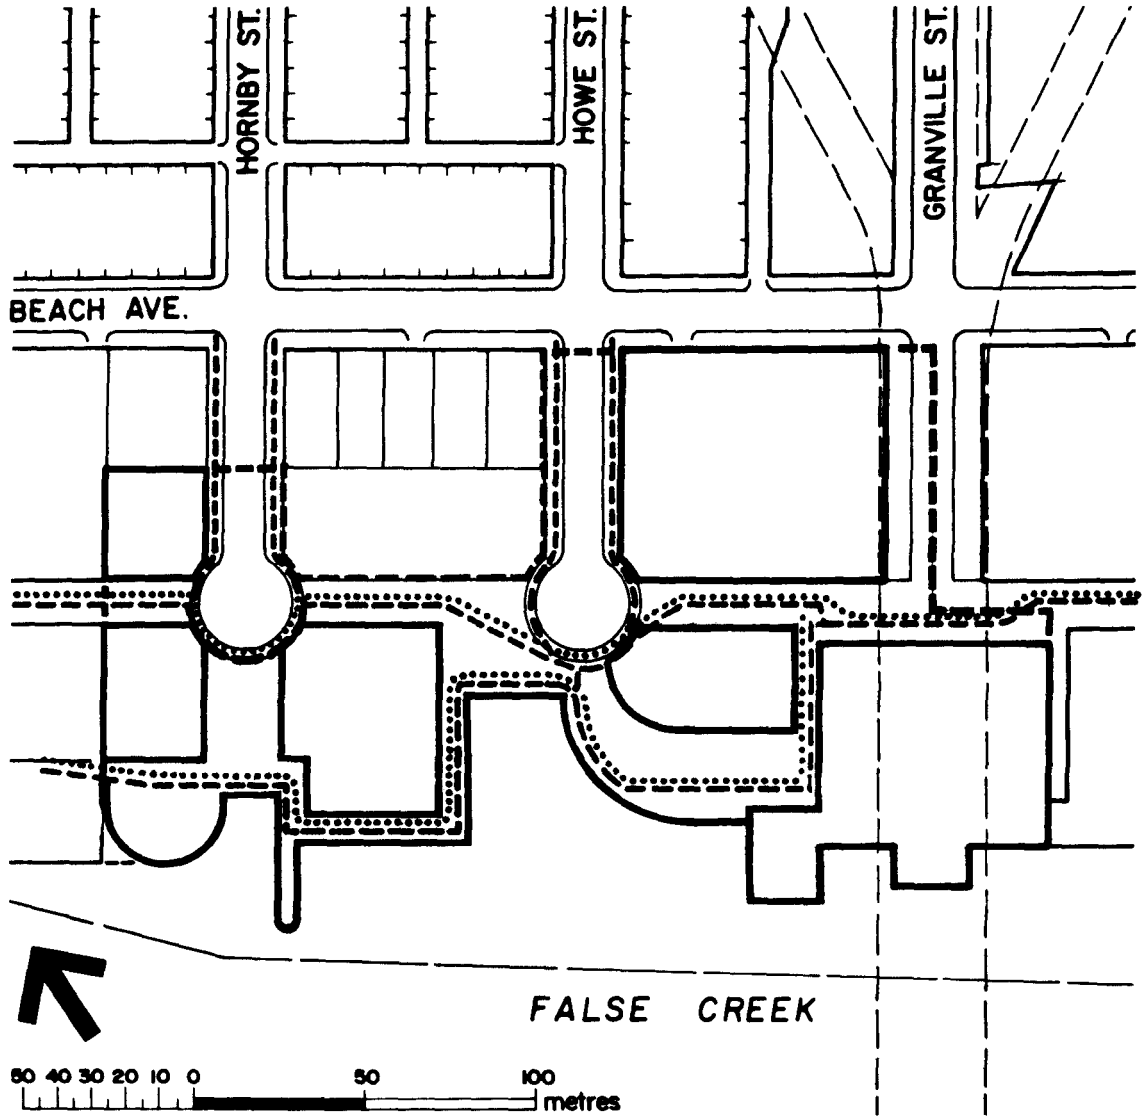 HORNBY ST.
HOWE ST.
GRANVILLE ST.
BEACH AVE.
FALSE CREEK
50 40 30 20 10 0 50 100
metres